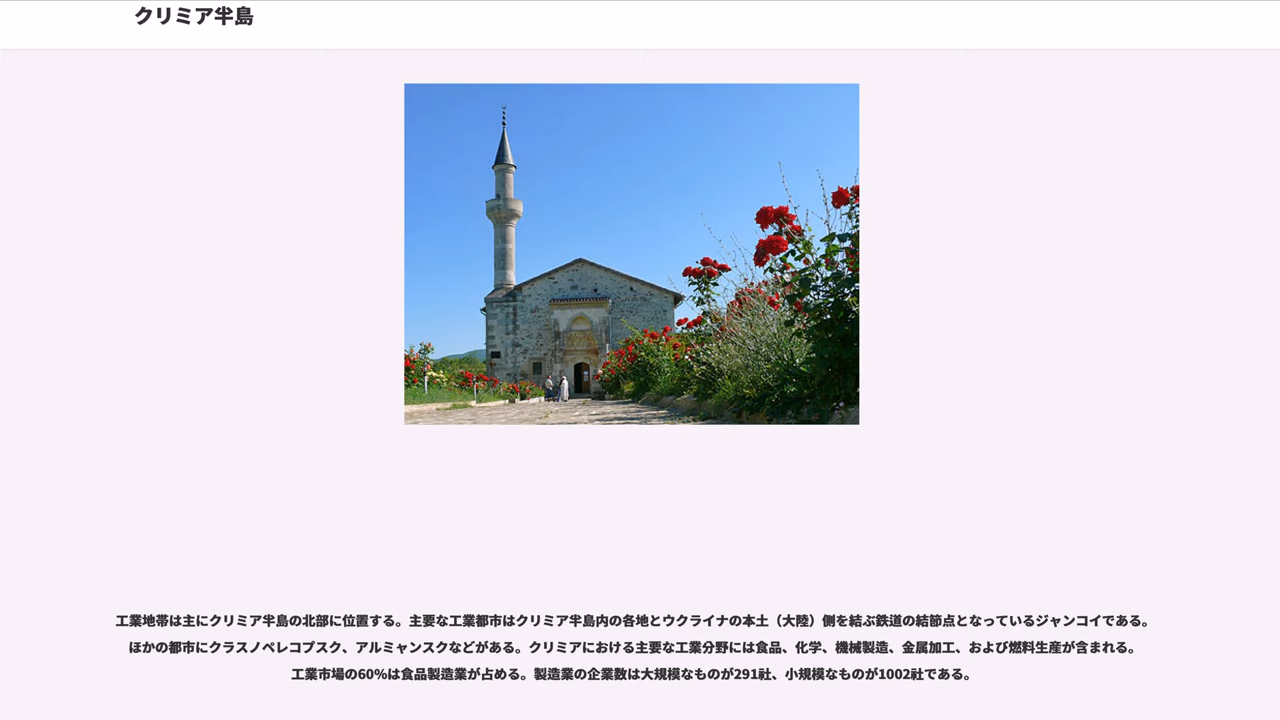 クリミア半島
工業地帯は主にクリミア半島の北部に位置する。主要な工業都市はクリミア半島内の各地とウクライナの本土（大陸）側を結ぶ鉄道の結節点となっているジャンコイである。
ほかの都市にクラスノペレコプスク、アルミャンスクなどがある。クリミアにおける主要な工業分野には食品、化学、機械製造、金属加工、および燃料生産が含まれる。
工業市場の60%は食品製造業が占める。製造業の企業数は大規模なものが291社、小規模なものが1002社である。